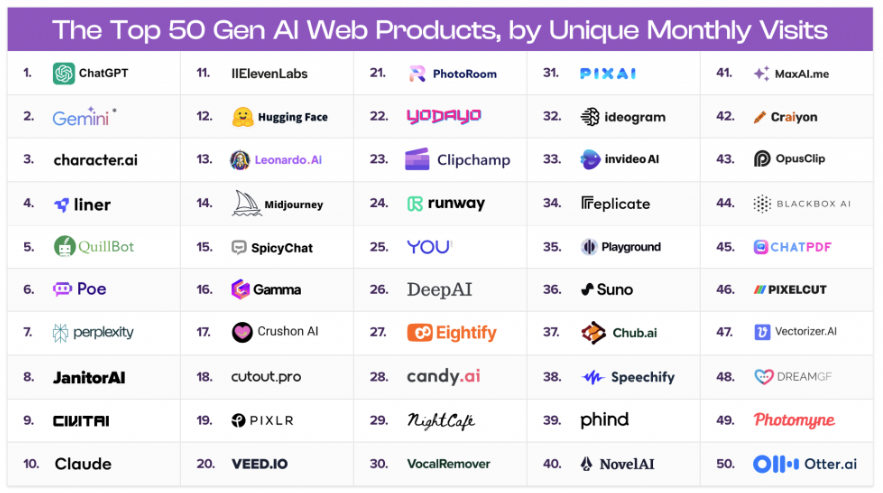 The Top 50 Gen AI Web Products, by Unique Monthly Visits
1. ChatGPT
2. Gemini *
3. character.ai
4. liner
5. QuillBot
6. Poe
7. perplexity
8. JanitorAI
9. CIVITAI
10. Claude
11. IIElevenLabs
12. Hugging Face
13. Leonardo.Ai
14. Midjourney
15. SpicyChat
16. Gamma
17. Crushon AI
18. cutout.pro
19. PIXLR
20. VEED.IO
21. PhotoRoom
22. YODAYO
23. Clipchamp
24. runway
25. YOU
26. DeepAI
27. Eightify
28. candy.ai
29. NightCafé
30. VocalRemover
31. PIXAI
32. ideogram
33. invideo AI
34. replicate
35. Playground
36. Suno
37. Chub.ai
38. Speechify
39. phind
40. NovelAI
41. MaxAI.me
42. Craiyon
43. OpusClip
44. BLACKBOX AI
45. CHATPDF
46. PIXELCUT
47. Vectorizer.AI
48. DREAMGF
49. Photomyne
50. Otter.ai